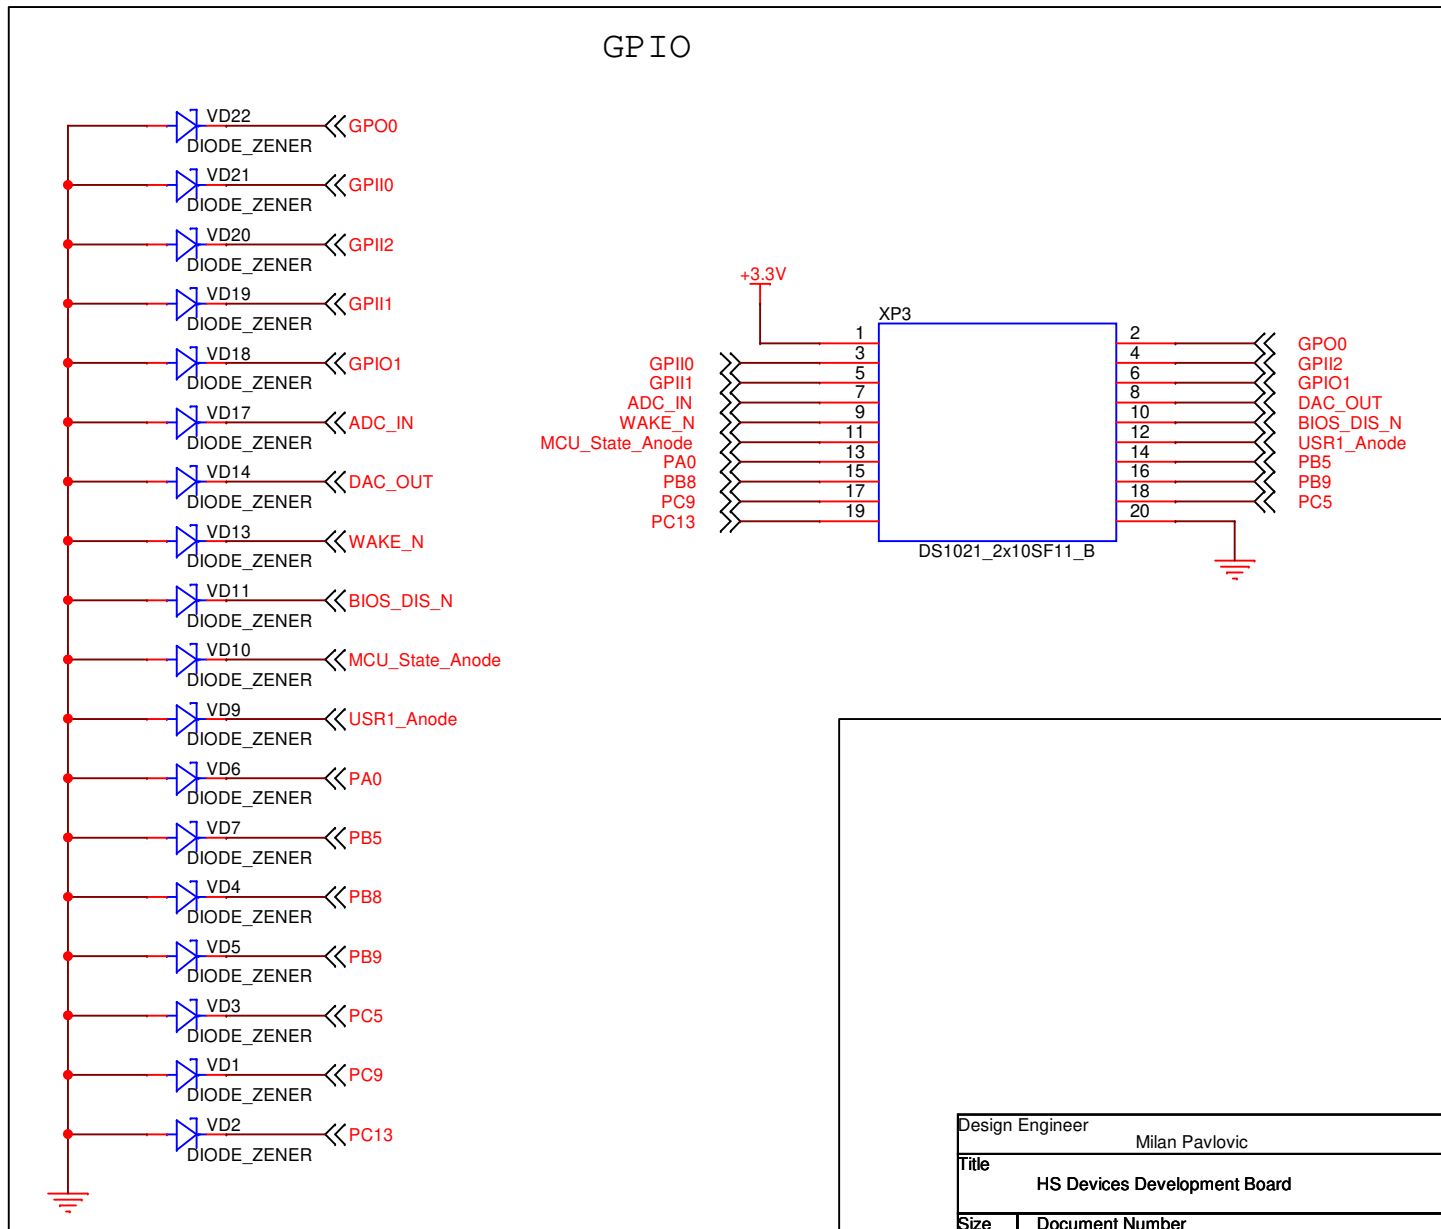 GPIO
VD22
GPO0
DIODE_ZENER
VD21
GPII0
DIODE_ZENER
VD20
GPII2
DIODE_ZENER
VD19
GPII1
DIODE_ZENER
VD18
GPIO1
DIODE_ZENER
VD17
ADC_IN
DIODE_ZENER
VD14
DAC_OUT
DIODE_ZENER
VD13
WAKE_N
DIODE_ZENER
VD11
BIOS_DIS_N
DIODE_ZENER
VD10
MCU_State_Anode
DIODE_ZENER
VD9
USR1_Anode
DIODE_ZENER
VD6
PA0
DIODE_ZENER
VD7
PB5
DIODE_ZENER
VD4
PB8
DIODE_ZENER
VD5
PB9
DIODE_ZENER
VD3
PC5
DIODE_ZENER
VD1
PC9
DIODE_ZENER
VD2
PC13
DIODE_ZENER
+3.3V
XP3
1 2 GPO0
GPII0 3 4 GPII2
GPII1 5 6 GPIO1
ADC_IN 7 8 DAC_OUT
WAKE_N 9 10 BIOS_DIS_N
MCU_State_Anode 11 12 USR1_Anode
PA0 13 14 PB5
PB8 15 16 PB9
PC9 17 18 PC5
PC13 19 20
DS1021_2x10SF11_B
Design Engineer
Milan Pavlovic
Title
HS Devices Development Board
Size Document Number